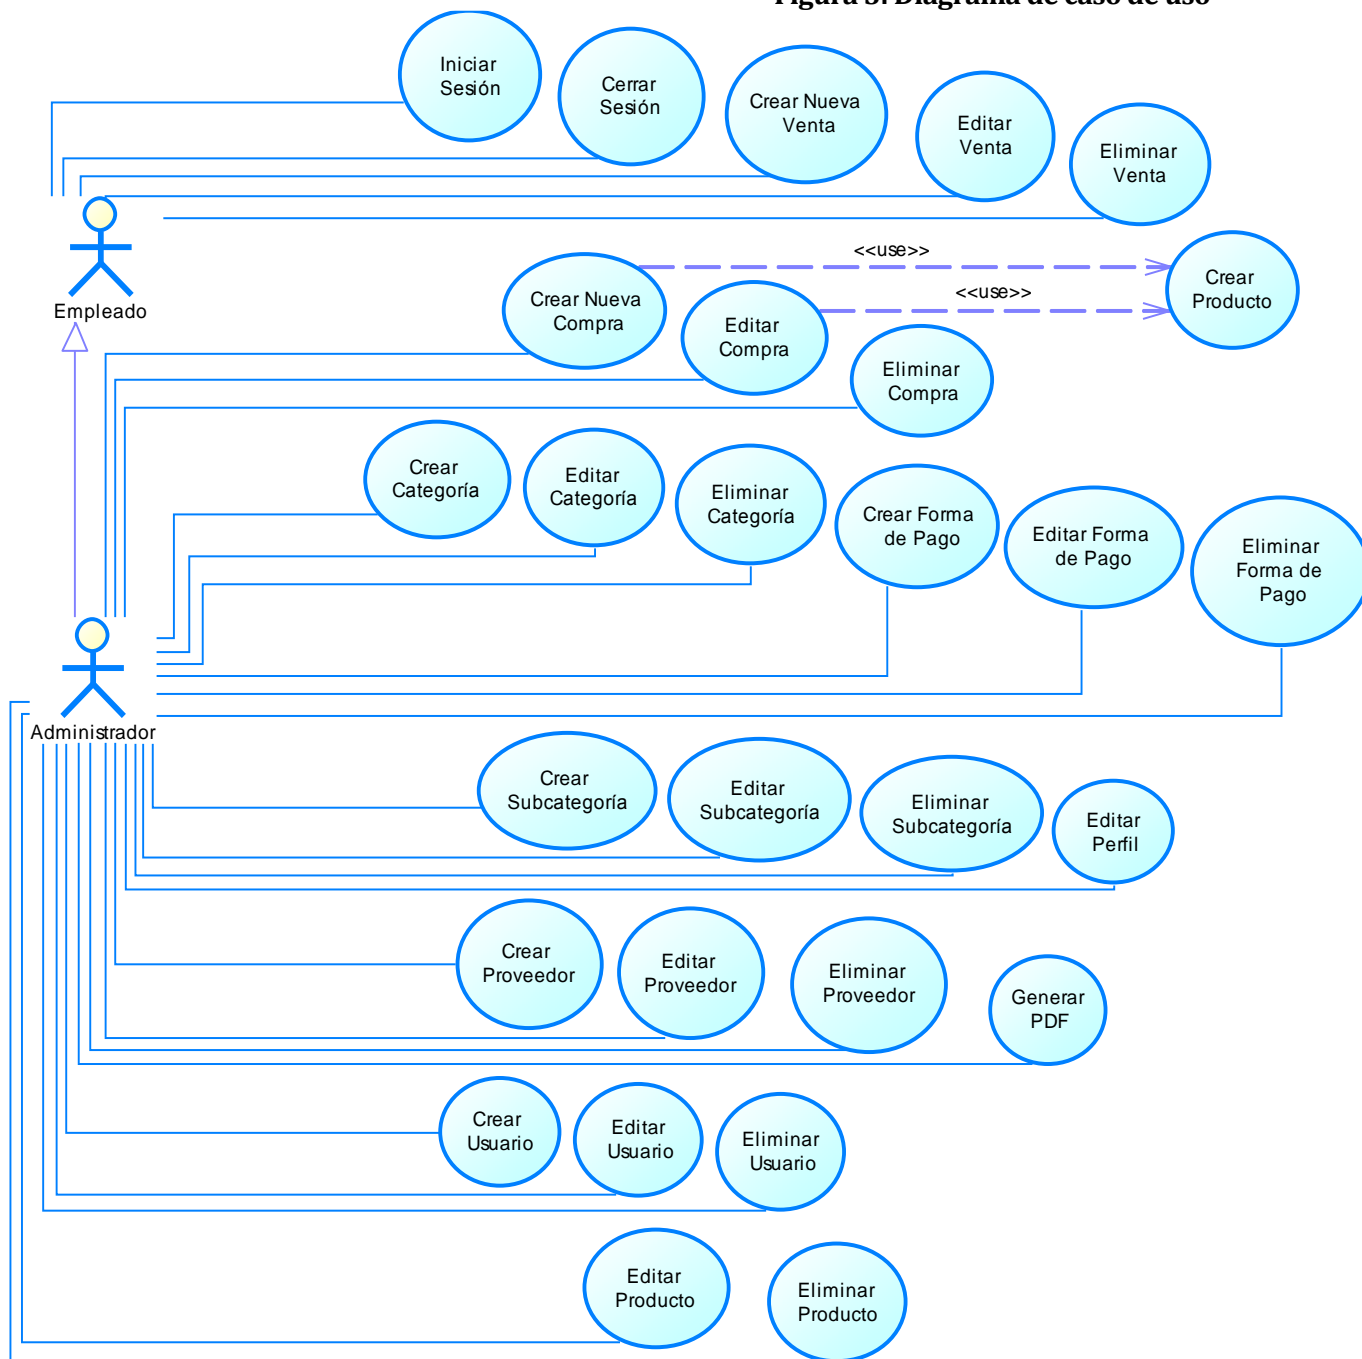 Figura 3. Diagrama de caso de uso
Iniciar
Sesión
Cerrar
Sesión
Crear Nueva
Venta
Editar
Venta
Eliminar
Venta
<<use>>
Crear
Producto
<<use>>
Empleado
Crear Nueva
Compra
Editar
Compra
Eliminar
Compra
Crear
Categoría
Editar
Categoría
Eliminar
Categoría
Crear Forma
de Pago
Editar Forma
de Pago
Eliminar
Forma de
Pago
Administrador
Crear
Subcategoría
Editar
Subcategoría
Eliminar
Subcategoría
Editar
Perfil
Crear
Proveedor
Editar
Proveedor
Eliminar
Proveedor
Generar
PDF
Crear
Usuario
Editar
Usuario
Eliminar
Usuario
Editar
Producto
Eliminar
Producto